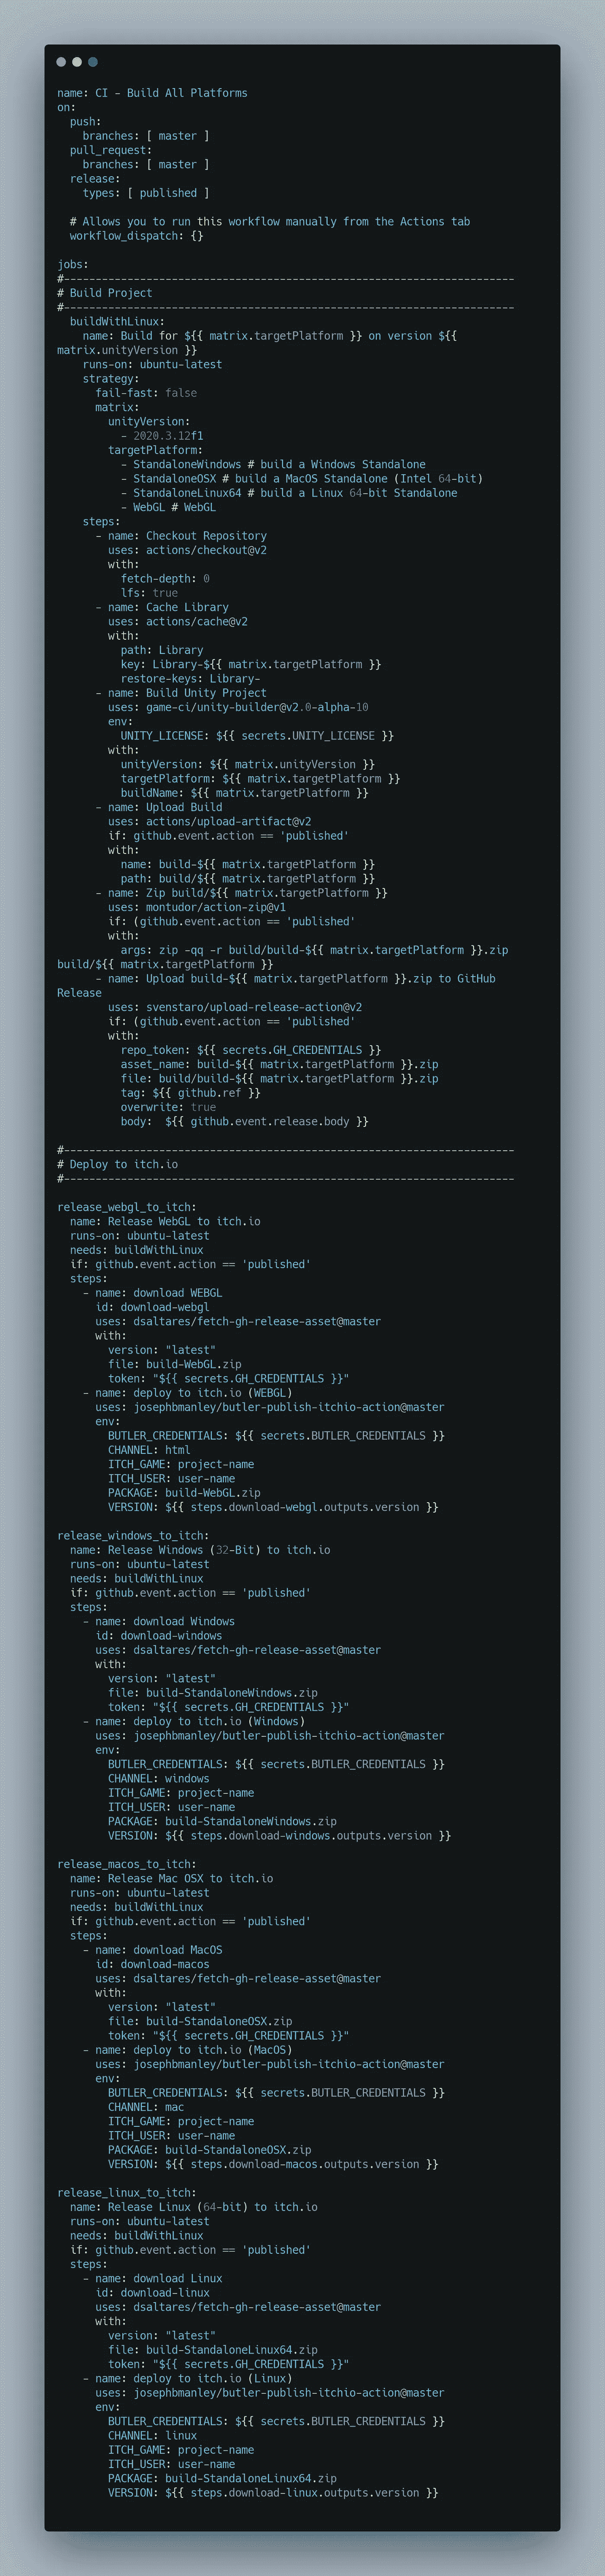 name: CI - Build All Platforms
on:
  push:
    branches: [ master ]
  pull_request:
    branches: [ master ]
  release:
    types: [ published ]

  # Allows you to run this workflow manually from the Actions tab
  workflow_dispatch: {}

jobs:
#-----------------------------------------------------------------------
# Build Project
#-----------------------------------------------------------------------
  buildWithLinux:
    name: Build for ${{ matrix.targetPlatform }} on version ${{
matrix.unityVersion }}
    runs-on: ubuntu-latest
    strategy:
      fail-fast: false
      matrix:
        unityVersion:
          - 2020.3.12f1
        targetPlatform:
          - StandaloneWindows # build a Windows Standalone
          - StandaloneOSX # build a MacOS Standalone (Intel 64-bit)
          - StandaloneLinux64 # build a Linux 64-bit Standalone
          - WebGL # WebGL
    steps:
      - name: Checkout Repository
        uses: actions/checkout@v2
        with:
          fetch-depth: 0
          lfs: true
      - name: Cache Library
        uses: actions/cache@v2
        with:
          path: Library
          key: Library-${{ matrix.targetPlatform }}
          restore-keys: Library-
      - name: Build Unity Project
        uses: game-ci/unity-builder@v2.0-alpha-10
        env:
          UNITY_LICENSE: ${{ secrets.UNITY_LICENSE }}
        with:
          unityVersion: ${{ matrix.unityVersion }}
          targetPlatform: ${{ matrix.targetPlatform }}
          buildName: ${{ matrix.targetPlatform }}
      - name: Upload Build
        uses: actions/upload-artifact@v2
        if: github.event.action == 'published'
        with:
          name: build-${{ matrix.targetPlatform }}
          path: build/${{ matrix.targetPlatform }}
      - name: Zip build/${{ matrix.targetPlatform }}
        uses: montudor/action-zip@v1
        if: (github.event.action == 'published'
        with:
          args: zip -qq -r build/build-${{ matrix.targetPlatform }}.zip
build/${{ matrix.targetPlatform }}
      - name: Upload build-${{ matrix.targetPlatform }}.zip to GitHub
Release
        uses: svenstaro/upload-release-action@v2
        if: (github.event.action == 'published'
        with:
          repo_token: ${{ secrets.GH_CREDENTIALS }}
          asset_name: build-${{ matrix.targetPlatform }}.zip
          file: build/build-${{ matrix.targetPlatform }}.zip
          tag: ${{ github.ref }}
          overwrite: true
          body:  ${{ github.event.release.body }}

#-----------------------------------------------------------------------
# Deploy to itch.io
#-----------------------------------------------------------------------

release_webgl_to_itch:
  name: Release WebGL to itch.io
  runs-on: ubuntu-latest
  needs: buildWithLinux
  if: github.event.action == 'published'
  steps:
    - name: download WEBGL
      id: download-webgl
      uses: dsaltares/fetch-gh-release-asset@master
      with:
        version: "latest"
        file: build-WebGL.zip
        token: "${{ secrets.GH_CREDENTIALS }}"
    - name: deploy to itch.io (WEBGL)
      uses: josephbmanley/butler-publish-itchio-action@master
      env:
        BUTLER_CREDENTIALS: ${{ secrets.BUTLER_CREDENTIALS }}
        CHANNEL: html
        ITCH_GAME: project-name
        ITCH_USER: user-name
        PACKAGE: build-WebGL.zip
        VERSION: ${{ steps.download-webgl.outputs.version }}

release_windows_to_itch:
  name: Release Windows (32-Bit) to itch.io
  runs-on: ubuntu-latest
  needs: buildWithLinux
  if: github.event.action == 'published'
  steps:
    - name: download Windows
      id: download-windows
      uses: dsaltares/fetch-gh-release-asset@master
      with:
        version: "latest"
        file: build-StandaloneWindows.zip
        token: "${{ secrets.GH_CREDENTIALS }}"
    - name: deploy to itch.io (Windows)
      uses: josephbmanley/butler-publish-itchio-action@master
      env:
        BUTLER_CREDENTIALS: ${{ secrets.BUTLER_CREDENTIALS }}
        CHANNEL: windows
        ITCH_GAME: project-name
        ITCH_USER: user-name
        PACKAGE: build-StandaloneWindows.zip
        VERSION: ${{ steps.download-windows.outputs.version }}

release_macos_to_itch:
  name: Release Mac OSX to itch.io
  runs-on: ubuntu-latest
  needs: buildWithLinux
  if: github.event.action == 'published'
  steps:
    - name: download MacOS
      id: download-macos
      uses: dsaltares/fetch-gh-release-asset@master
      with:
        version: "latest"
        file: build-StandaloneOSX.zip
        token: "${{ secrets.GH_CREDENTIALS }}"
    - name: deploy to itch.io (MacOS)
      uses: josephbmanley/butler-publish-itchio-action@master
      env:
        BUTLER_CREDENTIALS: ${{ secrets.BUTLER_CREDENTIALS }}
        CHANNEL: mac
        ITCH_GAME: project-name
        ITCH_USER: user-name
        PACKAGE: build-StandaloneOSX.zip
        VERSION: ${{ steps.download-macos.outputs.version }}

release_linux_to_itch:
  name: Release Linux (64-bit) to itch.io
  runs-on: ubuntu-latest
  needs: buildWithLinux
  if: github.event.action == 'published'
  steps:
    - name: download Linux
      id: download-linux
      uses: dsaltares/fetch-gh-release-asset@master
      with:
        version: "latest"
        file: build-StandaloneLinux64.zip
        token: "${{ secrets.GH_CREDENTIALS }}"
    - name: deploy to itch.io (Linux)
      uses: josephbmanley/butler-publish-itchio-action@master
      env:
        BUTLER_CREDENTIALS: ${{ secrets.BUTLER_CREDENTIALS }}
        CHANNEL: linux
        ITCH_GAME: project-name
        ITCH_USER: user-name
        PACKAGE: build-StandaloneLinux64.zip
        VERSION: ${{ steps.download-linux.outputs.version }}